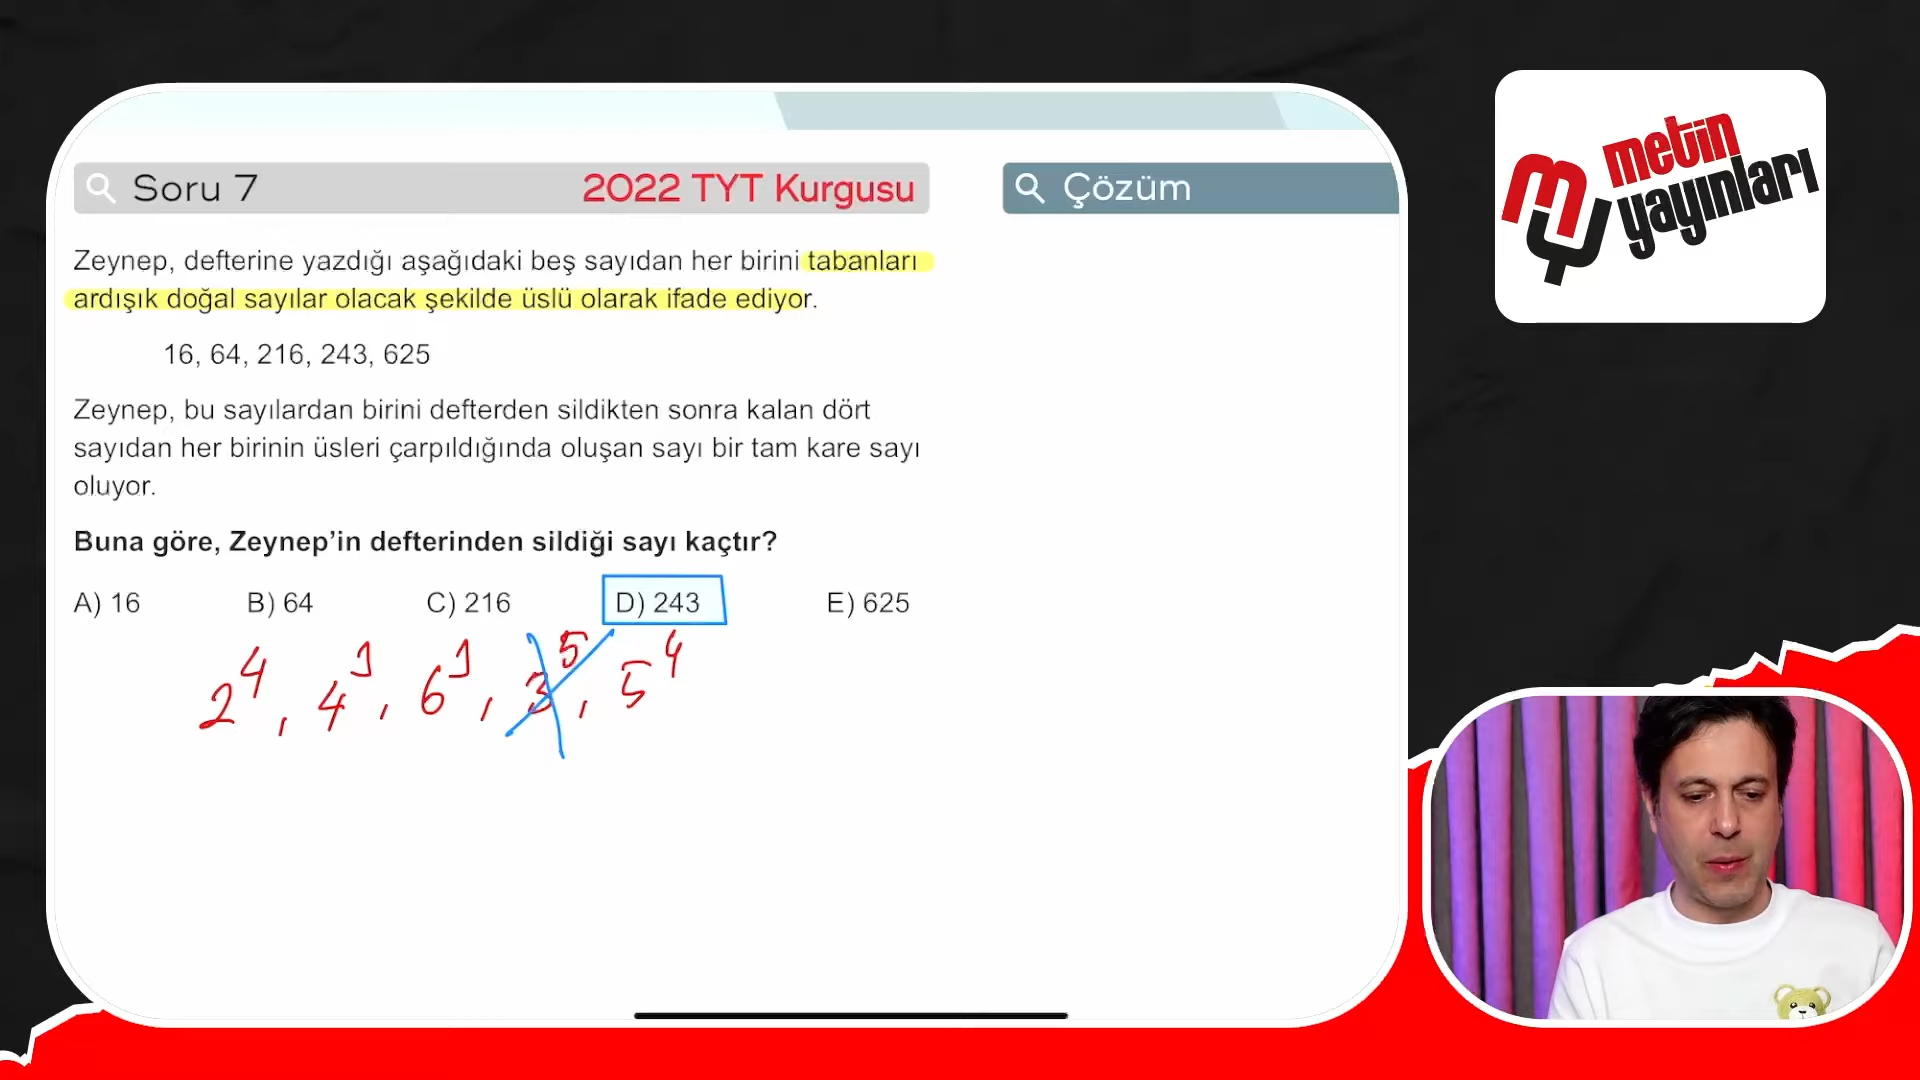 Soru 7
2022 TYT Kurgusu
Çözüm
metin
yayınları
Zeynep, defterine yazdığı aşağıdaki beş sayıdan her birini tabanları
ardışık doğal sayılar olacak şekilde üslü olarak ifade ediyor.
16, 64, 216, 243, 625
Zeynep, bu sayılardan birini defterden sildikten sonra kalan dört
sayıdan her birinin üsleri çarpıldığında oluşan sayı bir tam kare sayı
oluyor.
Buna göre, Zeynep’in defterinden sildiği sayı kaçtır?
A) 16 B) 64 C) 216 D) 243 E) 625
2⁴, 4³, 6³, 3⁵, 5⁴